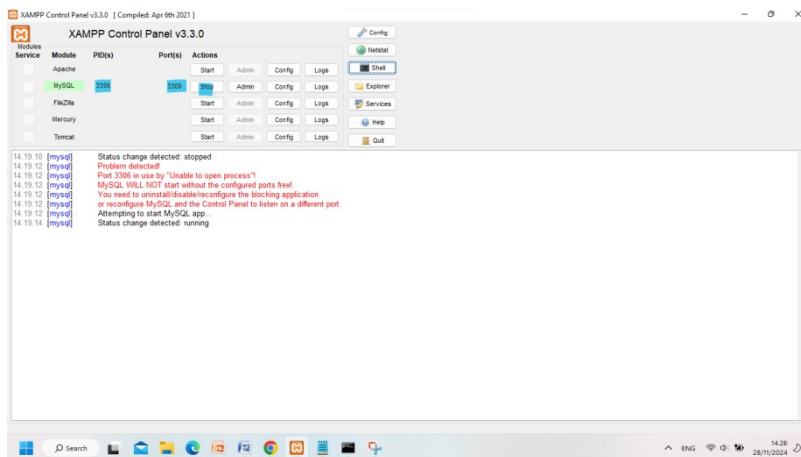 XAMPP Control Panel v3.3.0 [ Compiled: Apr 6th 2021 ]
XAMPP Control Panel v3.3.0
Config
Modules
Service Module PID(s) Port(s) Actions
Netstat
Apache Start Admin Config Logs
Shell
MySQL 3356 3309 Stop Admin Config Logs
Explorer
FileZilla Start Admin Config Logs
Services
Mercury Start Admin Config Logs
Help
Tomcat Start Admin Config Logs
Quit
14.19.10 [mysql] Status change detected: stopped
14.19.12 [mysql] Problem detected!
14.19.12 [mysql] Port 3306 in use by "Unable to open process"!
14.19.12 [mysql] MySQL WILL NOT start without the configured ports free!
14.19.12 [mysql] You need to uninstall/disable/reconfigure the blocking application
14.19.12 [mysql] or reconfigure MySQL and the Control Panel to listen on a different port
14.19.12 [mysql] Attempting to start MySQL app...
14.19.14 [mysql] Status change detected: running
Search
ENG
14.26
28/11/2024